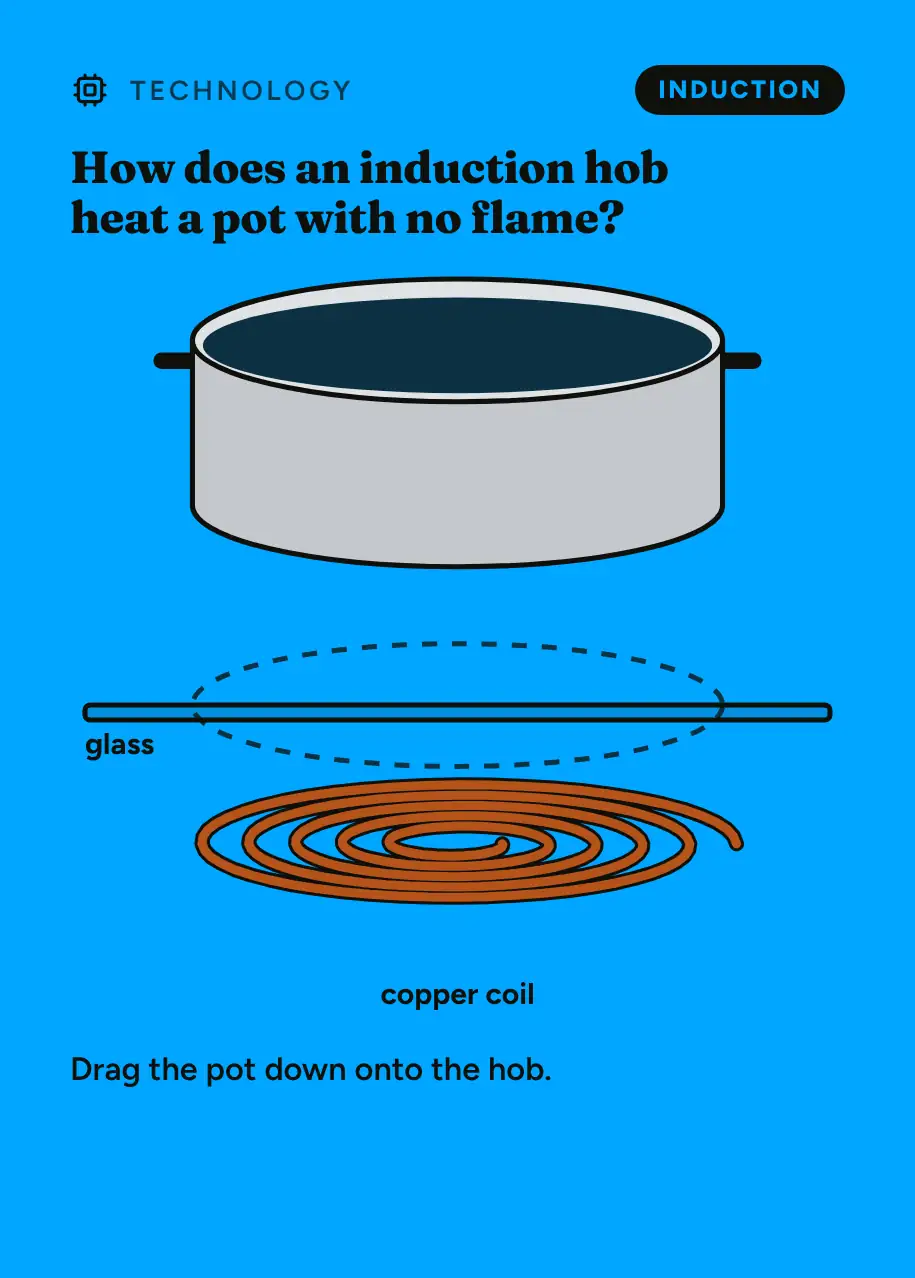 TECHNOLOGY
INDUCTION
How does an induction hob
heat a pot with no flame?
glass
copper coil
Drag the pot down onto the hob.